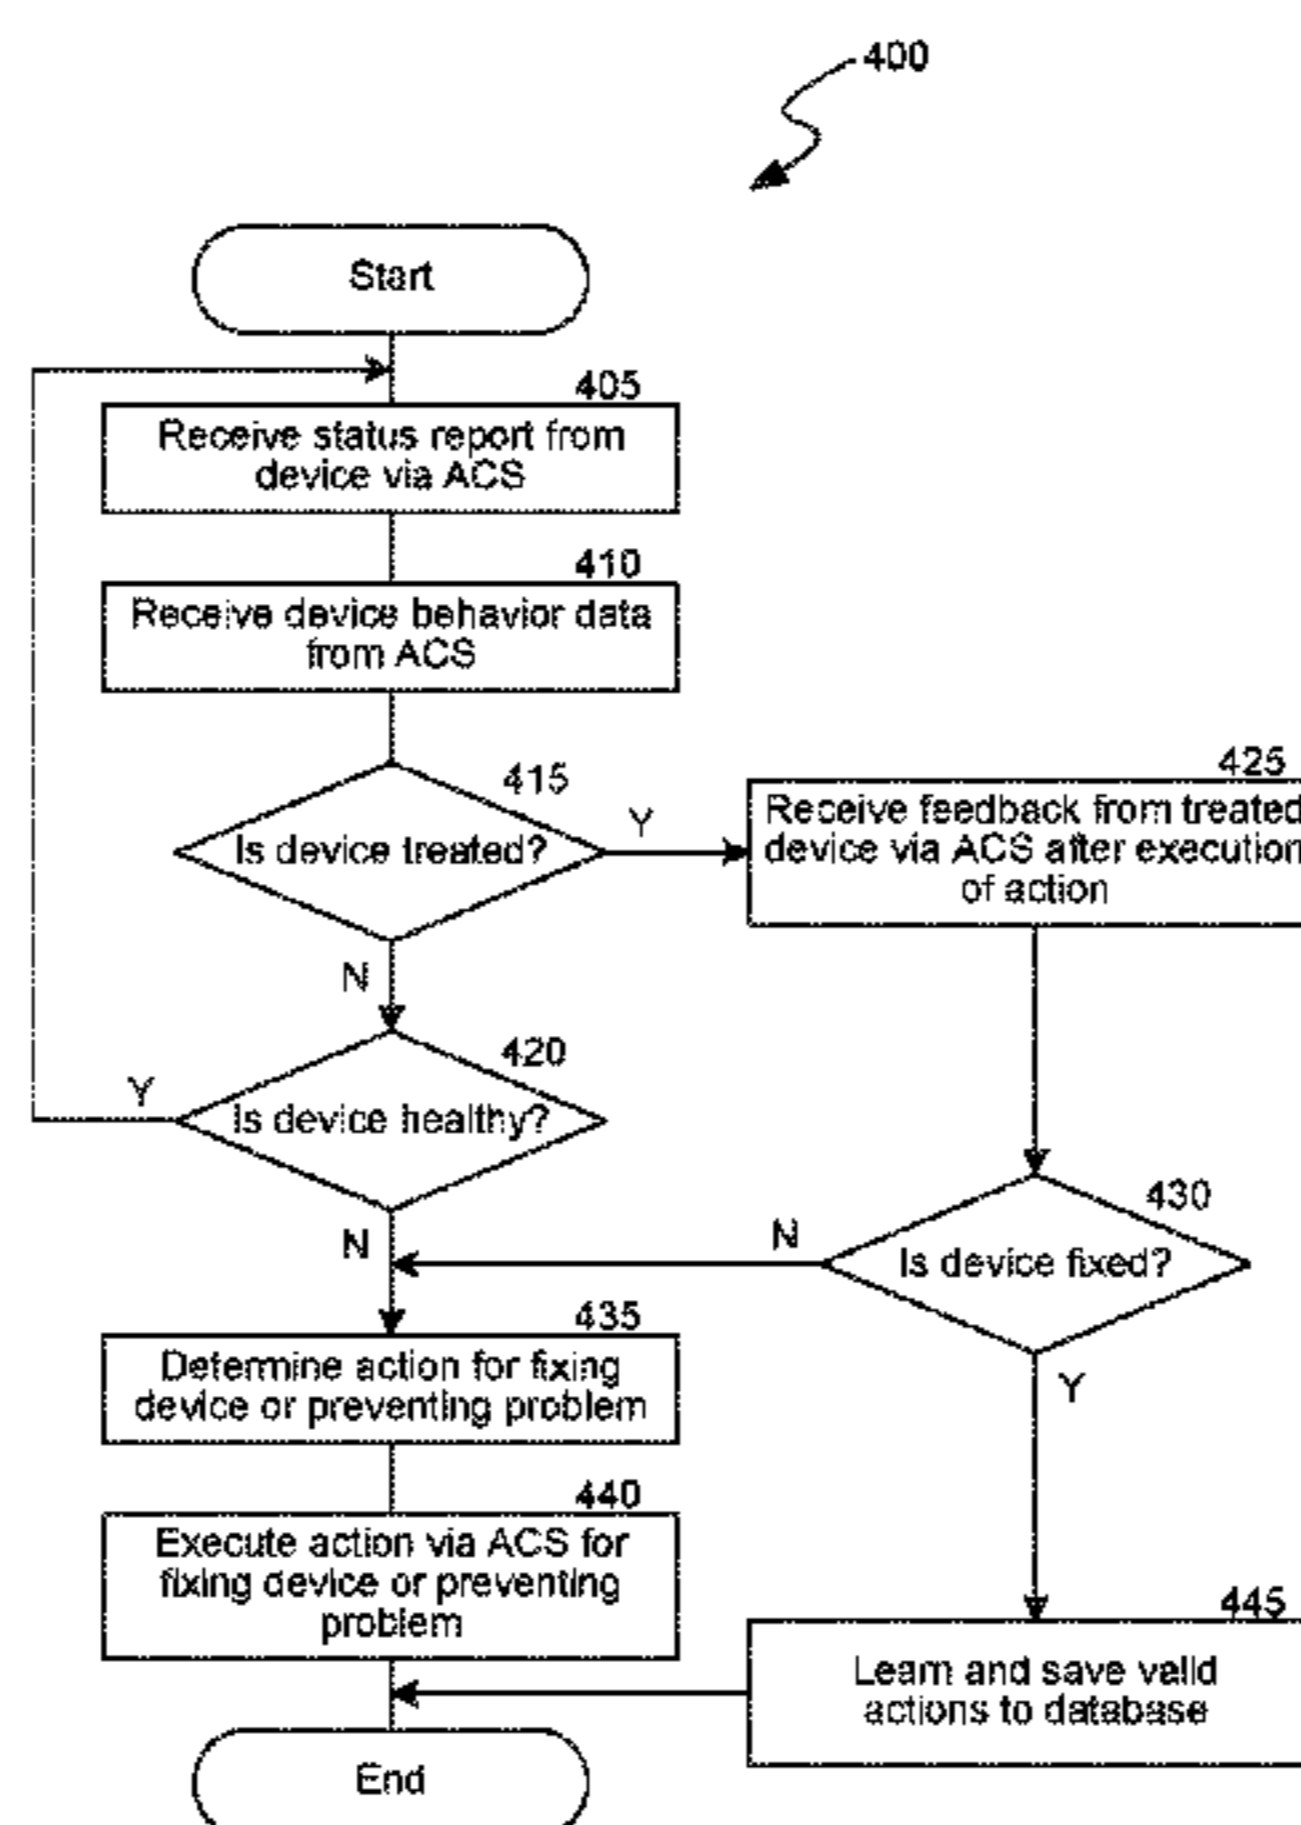 400
Start
405
Receive status report from
device via ACS
410
Receive device behavior data
from ACS
415
Is device treated?
Y
N
425
Receive feedback from treated
device via ACS after execution
of action
420
Is device healthy?
Y
N
430
Is device fixed?
N
Y
435
Determine action for fixing
device or preventing problem
440
Execute action via ACS for
fixing device or preventing
problem
445
Learn and save valid
actions to database
End